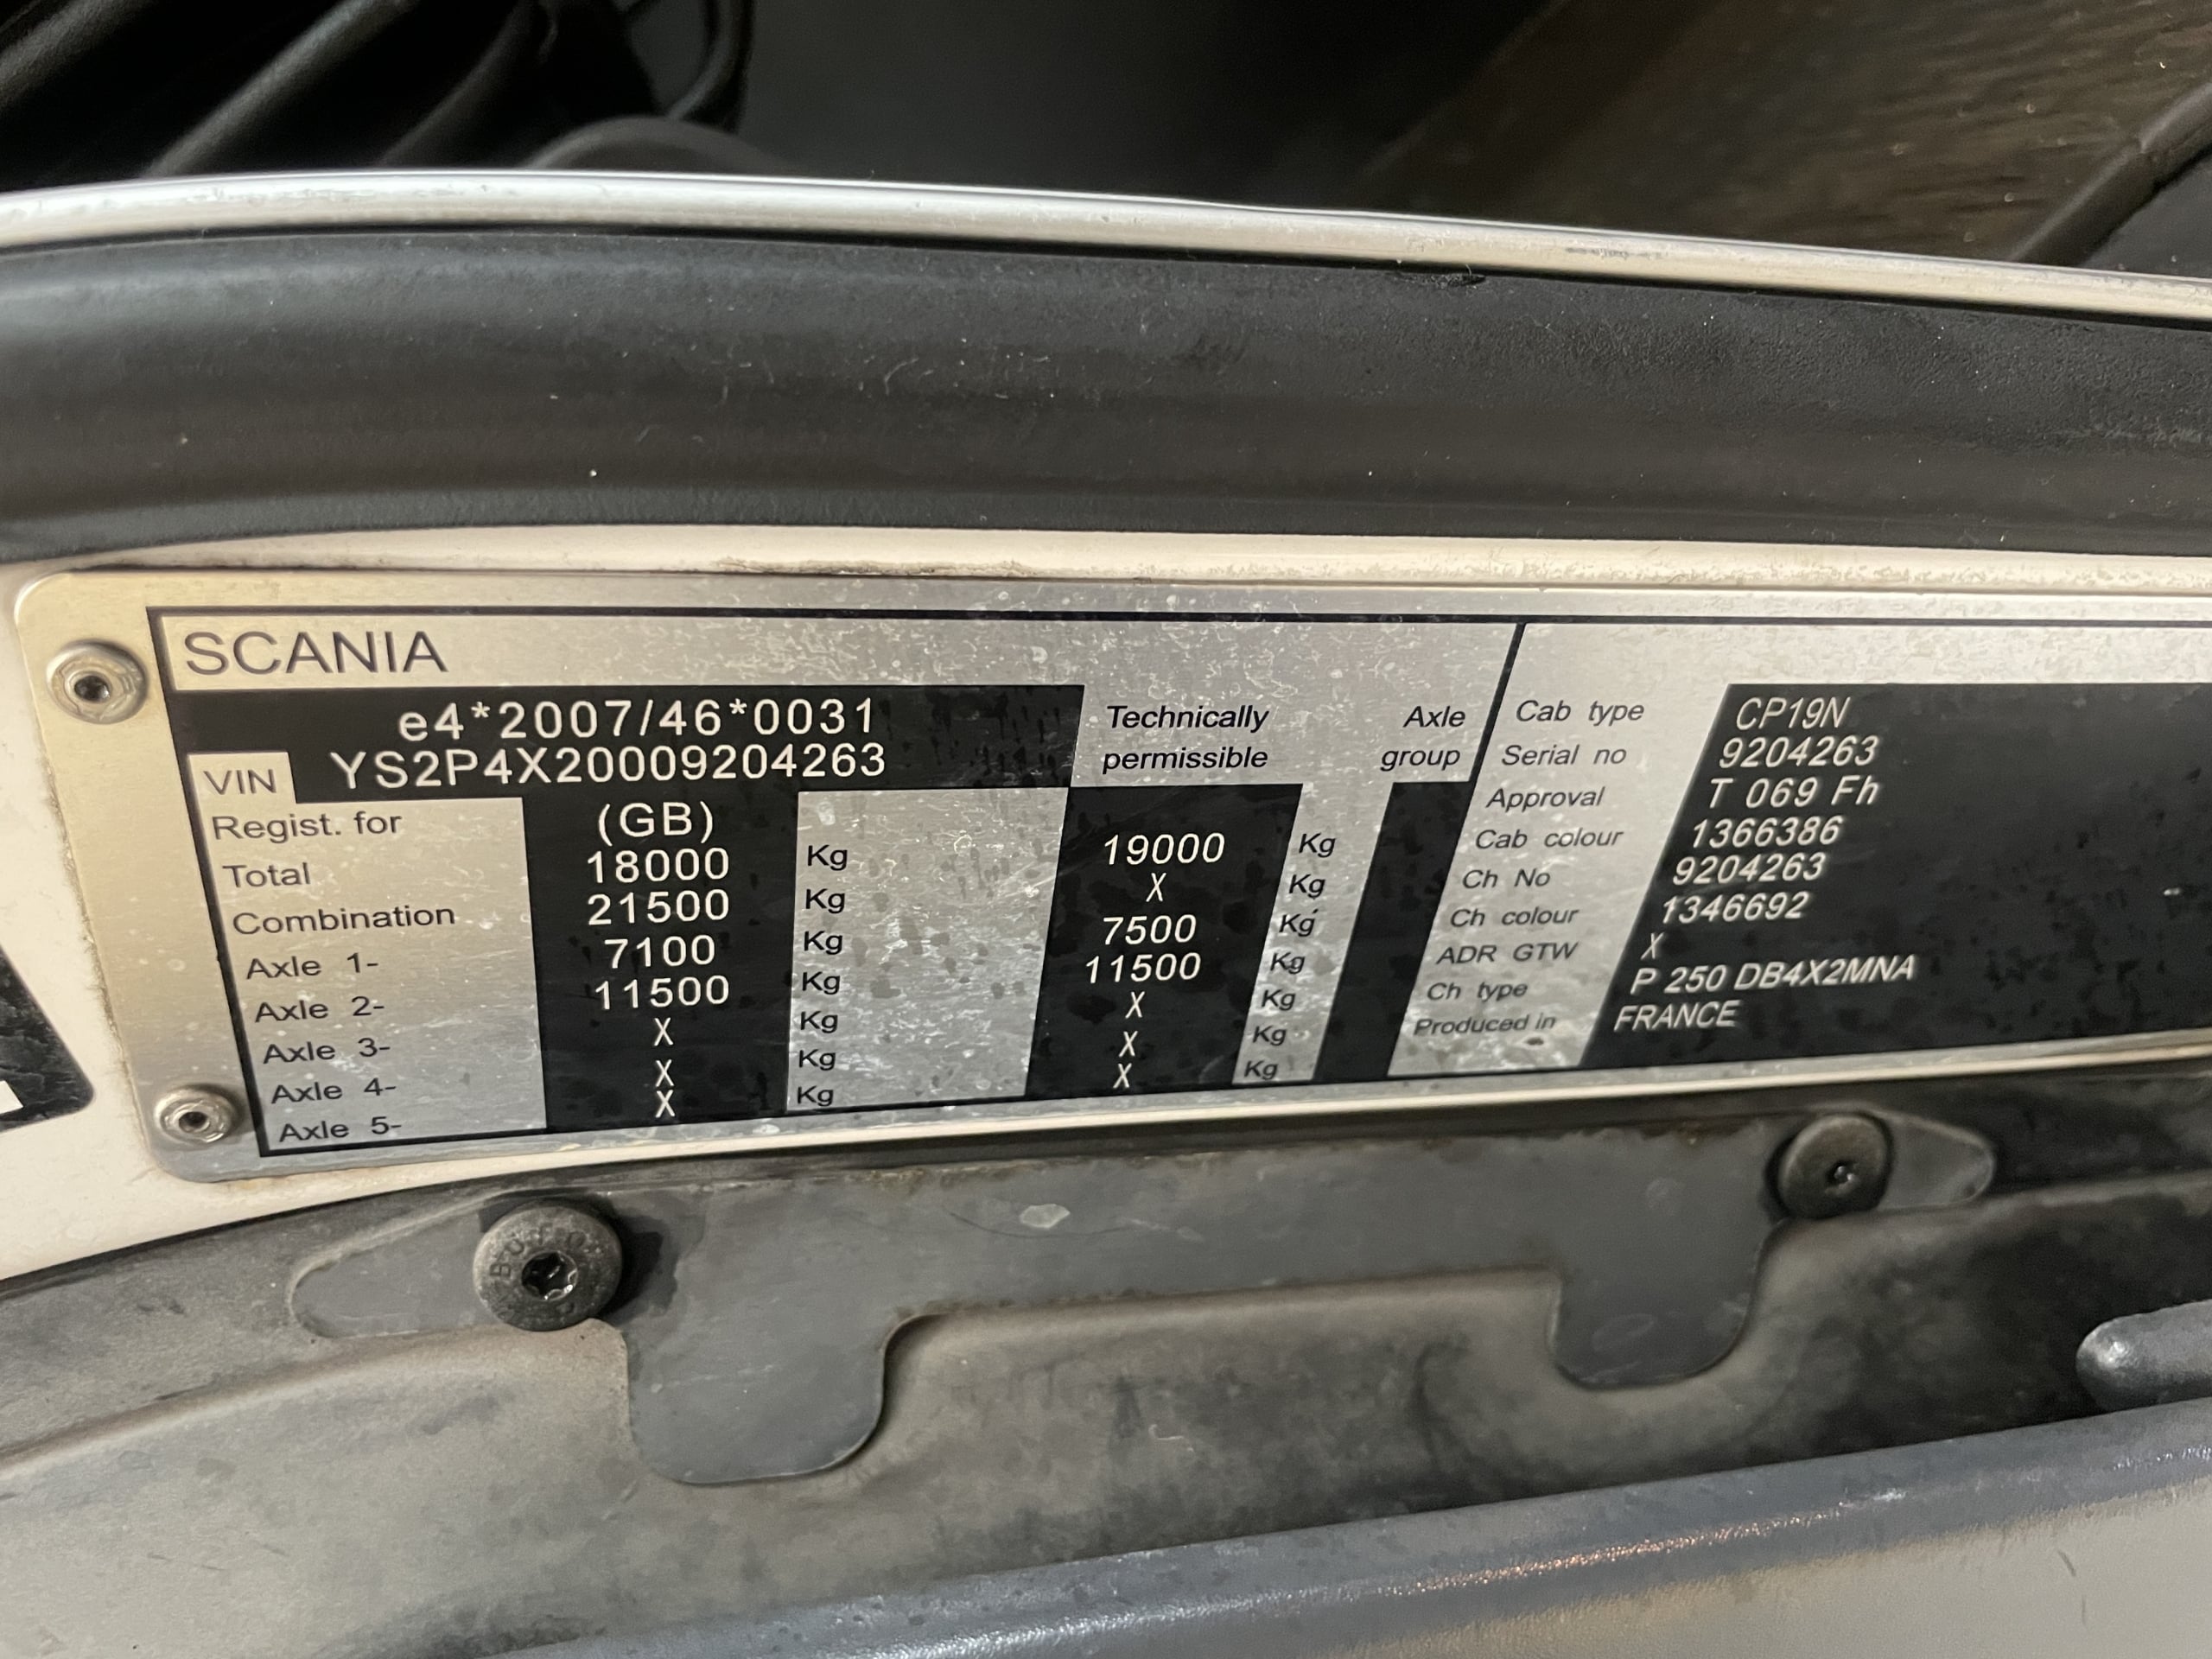 SCANIA
e4*2007/46*0031
VIN YS2P4X20009204263
Regist. for (GB)
Total 18000 Kg
Combination 21500 Kg
Axle 1- 7100 Kg
Axle 2- 11500 Kg
Axle 3- X Kg
Axle 4- X Kg
Axle 5- X Kg
Technically permissible
Axle group
19000 Kg
X Kg
7500 Kg
11500 Kg
X Kg
X Kg
X Kg
Cab type CP19N
Serial no 9204263
Approval T 069 Fh
Cab colour 1366386
Ch No 9204263
Ch colour 1346692
ADR GTW X
Ch type P 250 DB4X2MNA
Produced in FRANCE